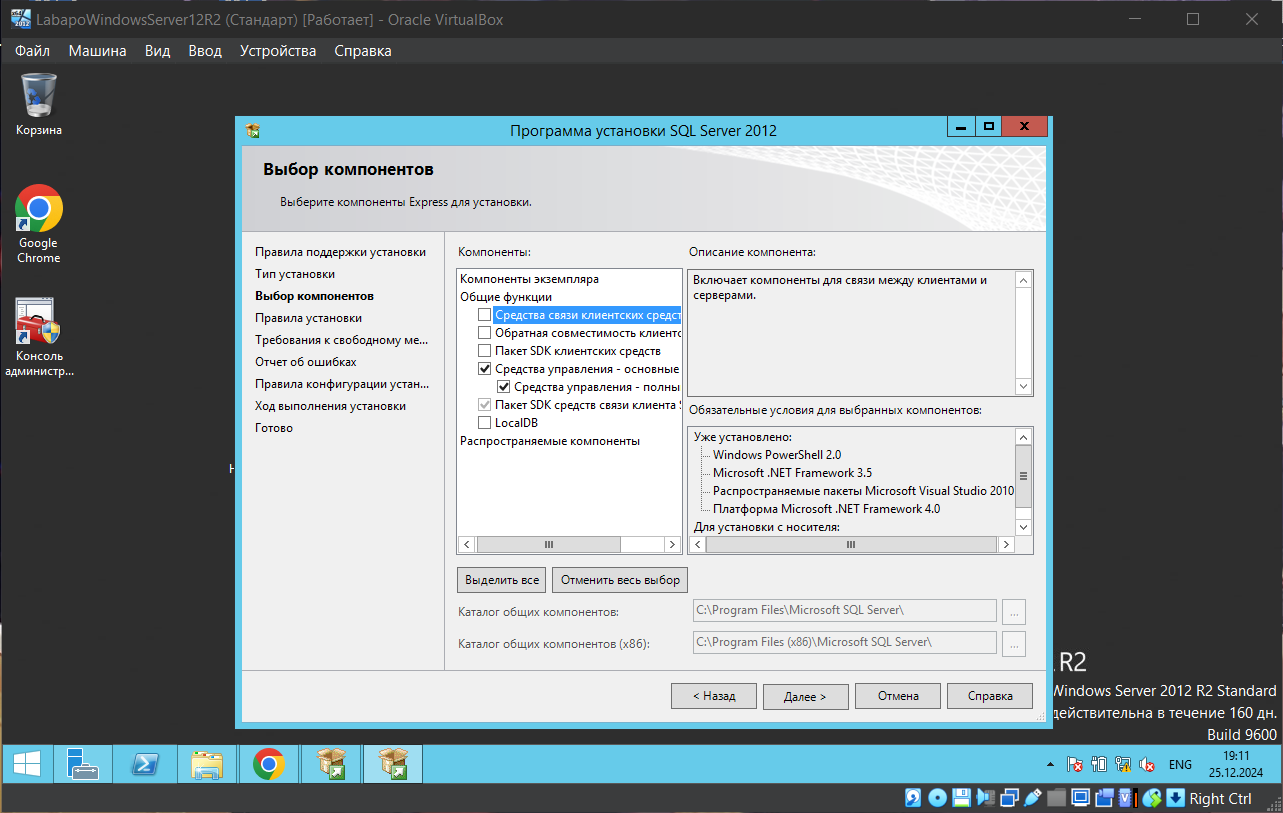 LabapoWindowsServer12R2 (Стандарт) [Работает] - Oracle VirtualBox
Файл Машина Вид Ввод Устройства Справка
Корзина
Google
Chrome
Консоль
администр...
Программа установки SQL Server 2012
Выбор компонентов
Выберите компоненты Express для установки.
Правила поддержки установки
Тип установки
Выбор компонентов
Правила установки
Требования к свободному ме...
Отчет об ошибках
Правила конфигурации устан...
Ход выполнения установки
Готово
Компоненты:
Компоненты экземпляра
Общие функции
Средства связи клиентских средст
Обратная совместимость клиентс
Пакет SDK клиентских средств
Средства управления - основные
Средства управления - полны
Пакет SDK средств связи клиента
LocalDB
Распространяемые компоненты
Описание компонента:
Включает компоненты для связи между клиентами и
серверами.
Обязательные условия для выбранных компонентов:
Уже установлено:
Windows PowerShell 2.0
Microsoft .NET Framework 3.5
Распространяемые пакеты Microsoft Visual Studio 2010
Платформа Microsoft .NET Framework 4.0
Для установки с носителя:
Выделить все Отменить весь выбор
Каталог общих компонентов: C:\Program Files\Microsoft SQL Server\ ...
Каталог общих компонентов (x86): C:\Program Files (x86)\Microsoft SQL Server\ ...
< Назад Далее > Отмена Справка
R2
Windows Server 2012 R2 Standard
действительна в течение 160 дн.
Build 9600
ENG
19:11
25.12.2024
Right Ctrl